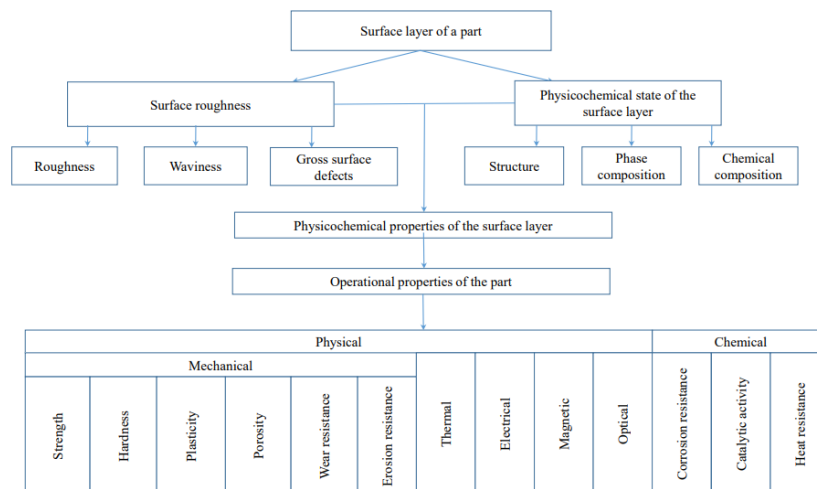 Surface layer of a part
Surface roughness
Physicochemical state of the
surface layer
Roughness
Waviness
Gross surface
defects
Structure
Phase
composition
Chemical
composition
Physicochemical properties of the surface layer
Operational properties of the part
Physical
Chemical
Mechanical
Strength
Hardness
Plasticity
Porosity
Wear resistance
Erosion resistance
Thermal
Electrical
Magnetic
Optical
Corrosion resistance
Catalytic activity
Heat resistance